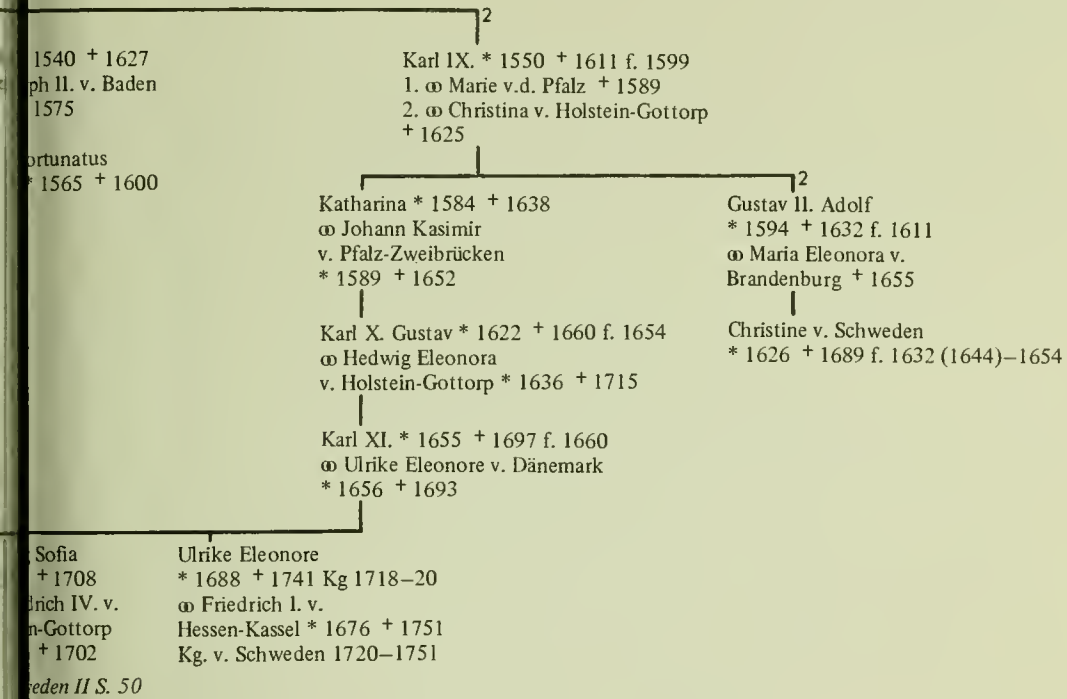 2
1540 + 1627
ph II. v. Baden
1575
ortunatus
* 1565 + 1600
Karl IX. * 1550 + 1611 f. 1599
1. ⚭ Marie v.d. Pfalz + 1589
2. ⚭ Christina v. Holstein-Gottorp
+ 1625
Katharina * 1584 + 1638
⚭ Johann Kasimir
v. Pfalz-Zweibrücken
* 1589 + 1652
2
Gustav II. Adolf
* 1594 + 1632 f. 1611
⚭ Maria Eleonora v.
Brandenburg + 1655
Karl X. Gustav * 1622 + 1660 f. 1654
⚭ Hedwig Eleonora
v. Holstein-Gottorp * 1636 + 1715
Christine v. Schweden
* 1626 + 1689 f. 1632 (1644)–1654
Karl XI. * 1655 + 1697 f. 1660
⚭ Ulrike Eleonore v. Dänemark
* 1656 + 1693
Sofia
+ 1708
drich IV. v.
n-Gottorp
+ 1702
Ulrike Eleonore
* 1688 + 1741 Kg 1718–20
⚭ Friedrich I. v.
Hessen-Kassel * 1676 + 1751
Kg. v. Schweden 1720–1751
eden II S. 50